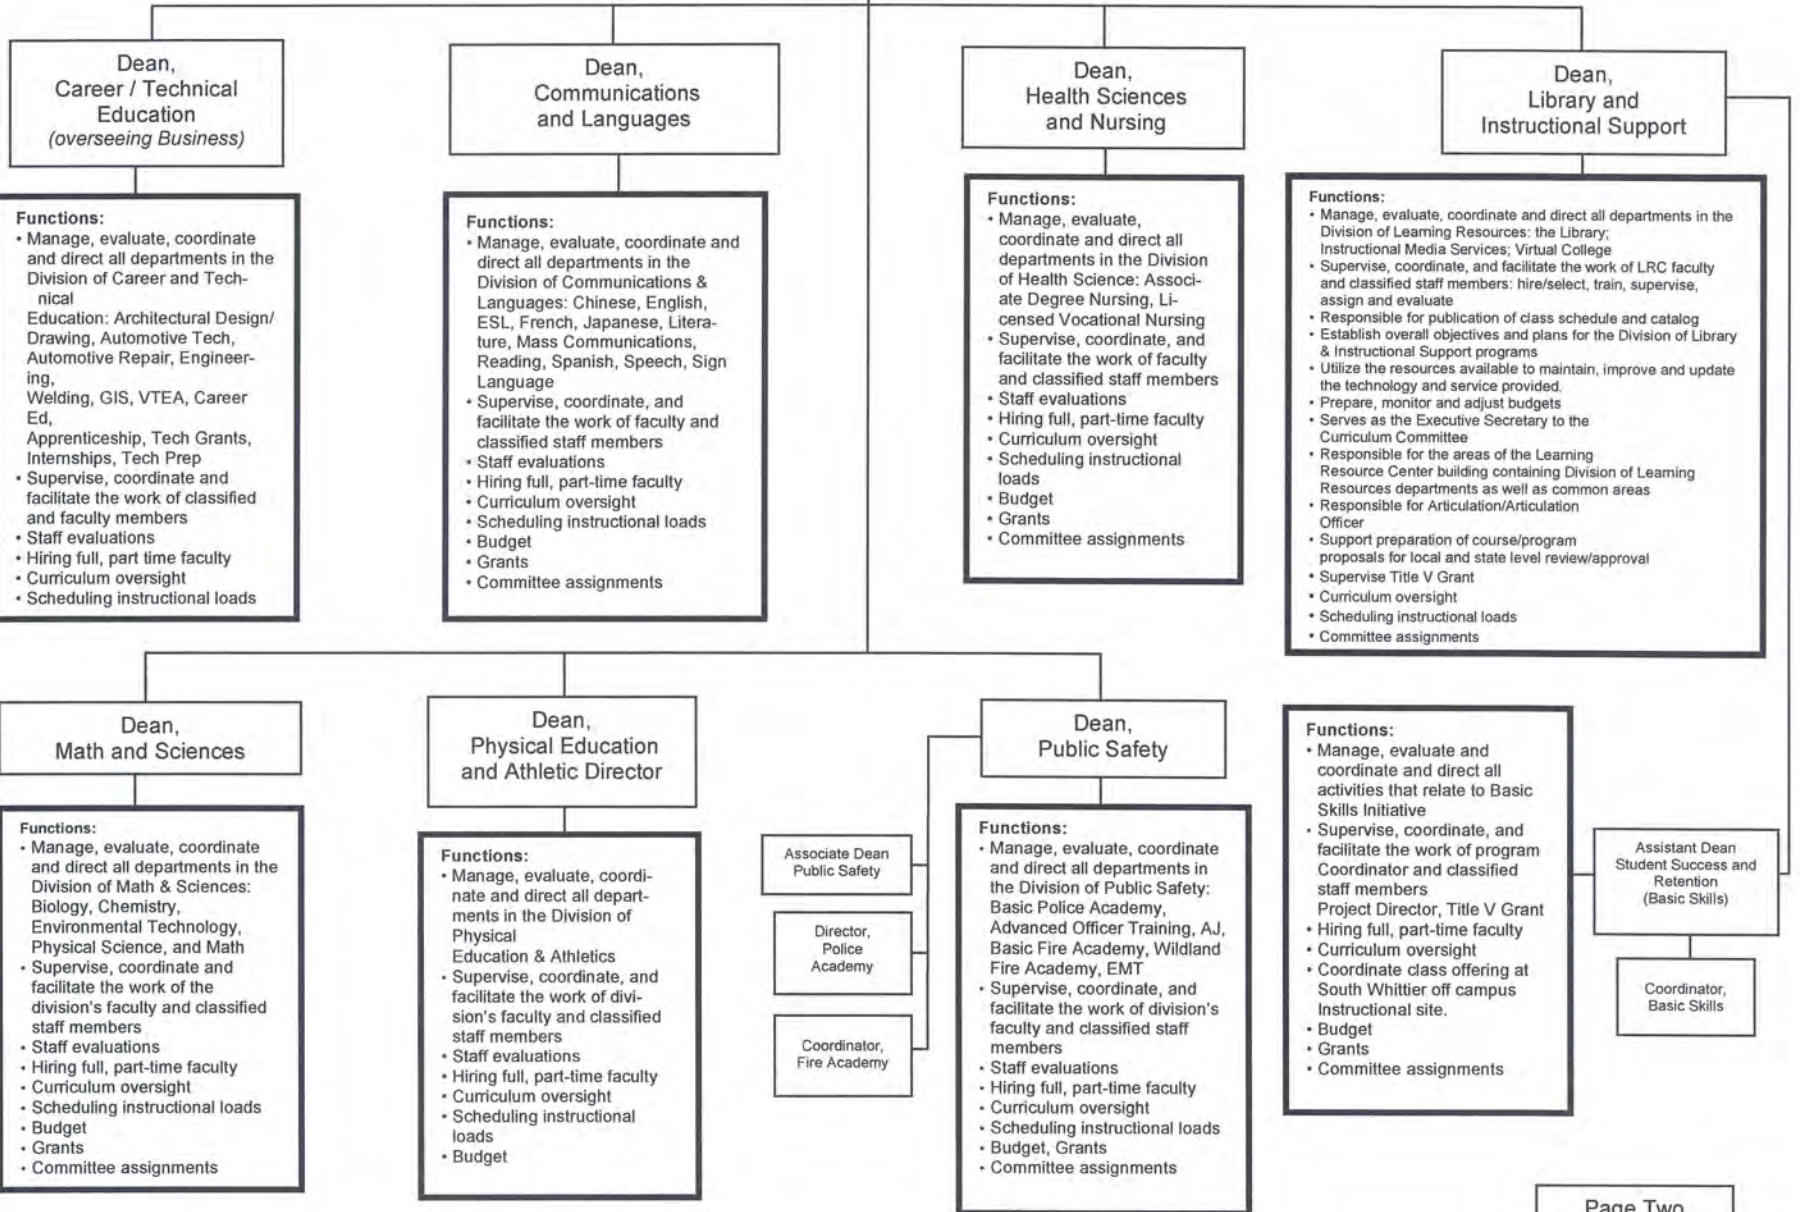 Dean,
Career / Technical
Education
(overseeing Business)
Functions:
• Manage, evaluate, coordinate
and direct all departments in the
Division of Career and Tech-
nical
Education: Architectural Design/
Drawing, Automotive Tech,
Automotive Repair, Engineer-
ing,
Welding, GIS, VTEA, Career
Ed,
Apprenticeship, Tech Grants,
Internships, Tech Prep
• Supervise, coordinate and
facilitate the work of classified
and faculty members
• Staff evaluations
• Hiring full, part time faculty
• Curriculum oversight
• Scheduling instructional loads
Dean,
Communications
and Languages
Functions:
• Manage, evaluate, coordinate and
direct all departments in the
Division of Communications &
Languages: Chinese, English,
ESL, French, Japanese, Litera-
ture, Mass Communications,
Reading, Spanish, Speech, Sign
Language
• Supervise, coordinate, and
facilitate the work of faculty and
classified staff members
• Staff evaluations
• Hiring full, part-time faculty
• Curriculum oversight
• Scheduling instructional loads
• Budget
• Grants
• Committee assignments
Dean,
Health Sciences
and Nursing
Functions:
• Manage, evaluate,
coordinate and direct all
departments in the Division
of Health Science: Associ-
ate Degree Nursing, Li-
censed Vocational Nursing
• Supervise, coordinate, and
facilitate the work of faculty
and classified staff members
• Staff evaluations
• Hiring full, part-time faculty
• Curriculum oversight
• Scheduling instructional
loads
• Budget
• Grants
• Committee assignments
Dean,
Library and
Instructional Support
Functions:
• Manage, evaluate, coordinate and direct all departments in the
Division of Learning Resources: the Library;
Instructional Media Services; Virtual College
• Supervise, coordinate, and facilitate the work of LRC faculty
and classified staff members: hire/select, train, supervise,
assign and evaluate
• Responsible for publication of class schedule and catalog
• Establish overall objectives and plans for the Division of Library
& Instructional Support programs
• Utilize the resources available to maintain, improve and update
the technology and service provided.
• Prepare, monitor and adjust budgets
• Serves as the Executive Secretary to the
Curriculum Committee
• Responsible for the areas of the Learning
Resource Center building containing Division of Learning
Resources departments as well as common areas
• Responsible for Articulation/Articulation
Officer
• Support preparation of course/program
proposals for local and state level review/approval
• Supervise Title V Grant
• Curriculum oversight
• Scheduling instructional loads
• Committee assignments
Dean,
Math and Sciences
Functions:
• Manage, evaluate, coordinate
and direct all departments in the
Division of Math & Sciences:
Biology, Chemistry,
Environmental Technology,
Physical Science, and Math
• Supervise, coordinate and
facilitate the work of the
division's faculty and classified
staff members
• Staff evaluations
• Hiring full, part-time faculty
• Curriculum oversight
• Scheduling instructional loads
• Budget
• Grants
• Committee assignments
Dean,
Physical Education
and Athletic Director
Functions:
• Manage, evaluate, coordi-
nate and direct all depart-
ments in the Division of
Physical
Education & Athletics
• Supervise, coordinate, and
facilitate the work of divi-
sion's faculty and classified
staff members
• Staff evaluations
• Hiring full, part-time faculty
• Curriculum oversight
• Scheduling instructional
loads
• Budget
Associate Dean
Public Safety
Director,
Police
Academy
Coordinator,
Fire Academy
Dean,
Public Safety
Functions:
• Manage, evaluate, coordinate
and direct all departments in
the Division of Public Safety:
Basic Police Academy,
Advanced Officer Training, AJ,
Basic Fire Academy, Wildland
Fire Academy, EMT
• Supervise, coordinate, and
facilitate the work of division's
faculty and classified staff
members
• Staff evaluations
• Hiring full, part-time faculty
• Curriculum oversight
• Scheduling instructional loads
• Budget, Grants
• Committee assignments
Functions:
• Manage, evaluate and
coordinate and direct all
activities that relate to Basic
Skills Initiative
• Supervise, coordinate, and
facilitate the work of program
Coordinator and classified
staff members
Project Director, Title V Grant
• Hiring full, part-time faculty
• Curriculum oversight
• Coordinate class offering at
South Whittier off campus
Instructional site.
• Budget
• Grants
• Committee assignments
Assistant Dean
Student Success and
Retention
(Basic Skills)
Coordinator,
Basic Skills
Page Two